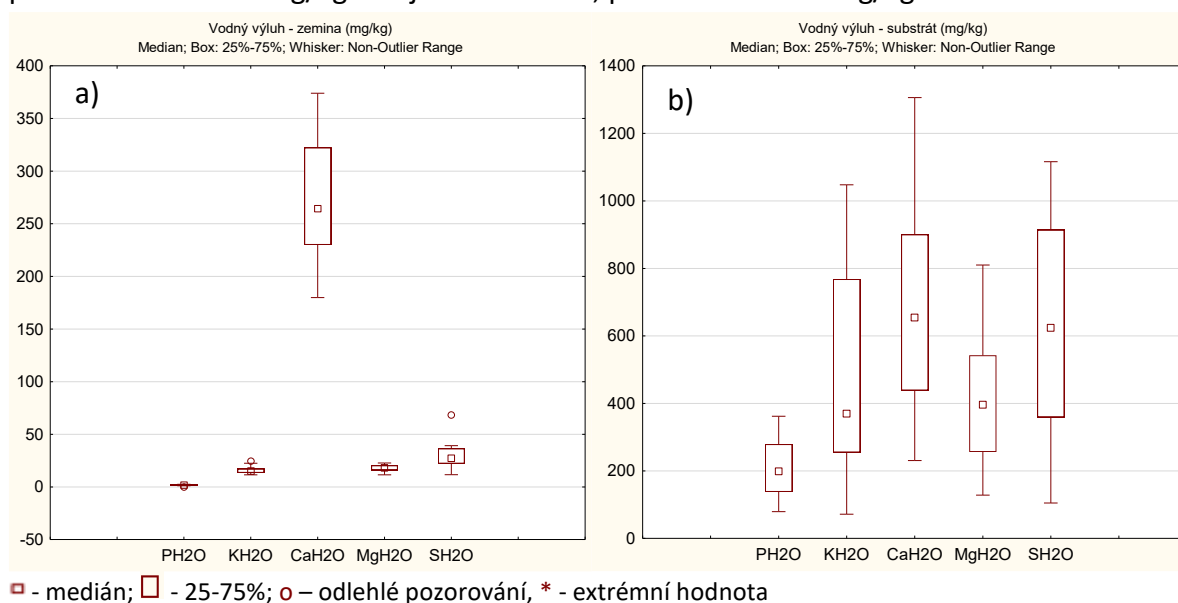 Vodný výluh - zemina (mg/kg)
Median; Box: 25%-75%; Whisker: Non-Outlier Range
a)
400
350
300
250
200
150
100
50
0
-50
PH2O KH2O CaH2O MgH2O SH2O
Vodný výluh - substrát (mg/kg)
Median; Box: 25%-75%; Whisker: Non-Outlier Range
b)
1400
1200
1000
800
600
400
200
0
PH2O KH2O CaH2O MgH2O SH2O
- medián; - 25-75%; o – odlehlé pozorování, * - extrémní hodnota